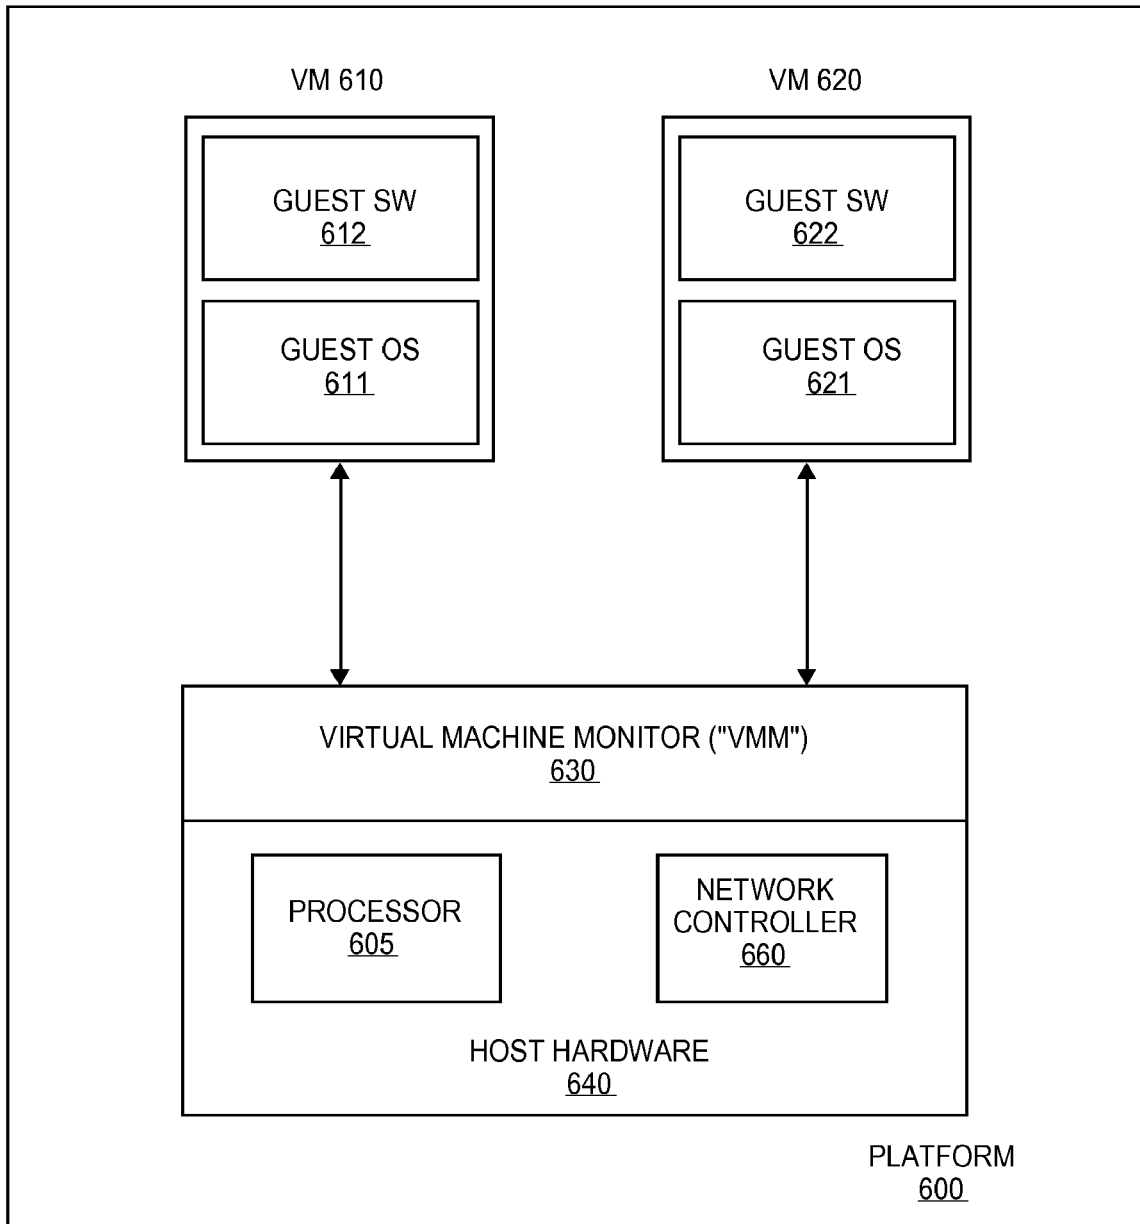 VM 610
VM 620
GUEST SW
612
GUEST SW
622
GUEST OS
611
GUEST OS
621
VIRTUAL MACHINE MONITOR ("VMM")
630
PROCESSOR
605
NETWORK
CONTROLLER
660
HOST HARDWARE
640
PLATFORM
600